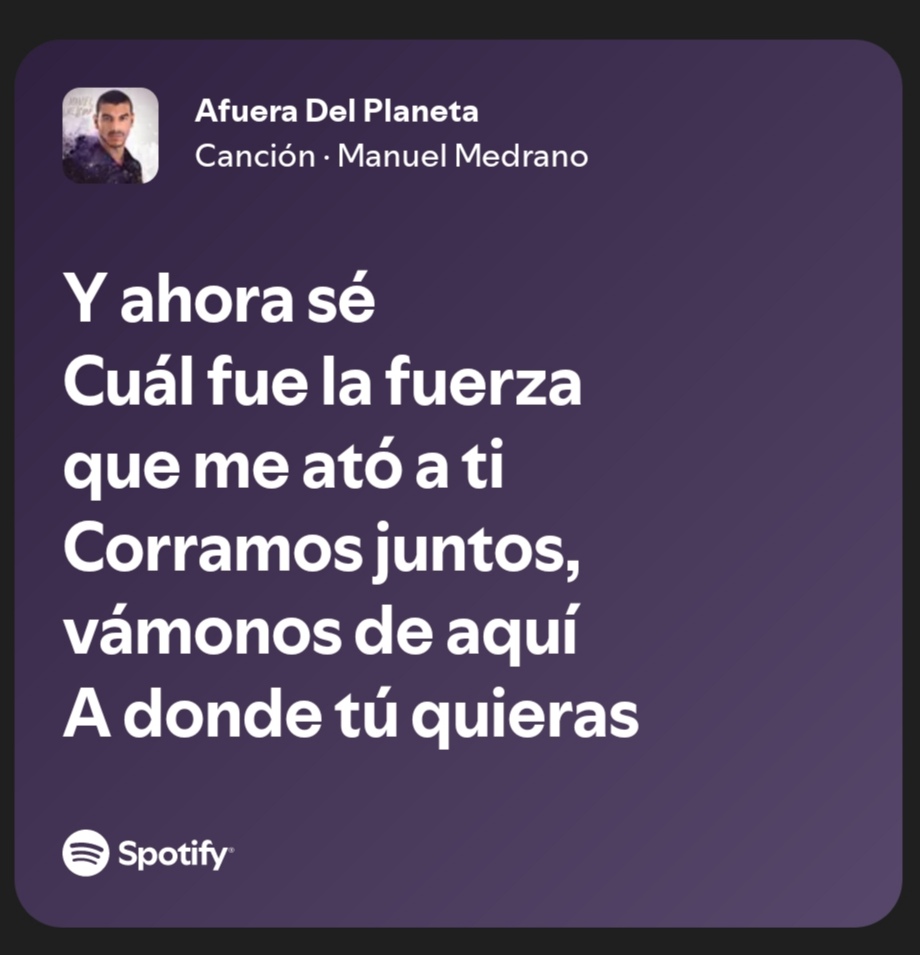 Afuera Del Planeta
Canción · Manuel Medrano
Y ahora sé
Cuál fue la fuerza
que me ató a ti
Corramos juntos,
vámonos de aquí
A donde tú quieras
Spotify®